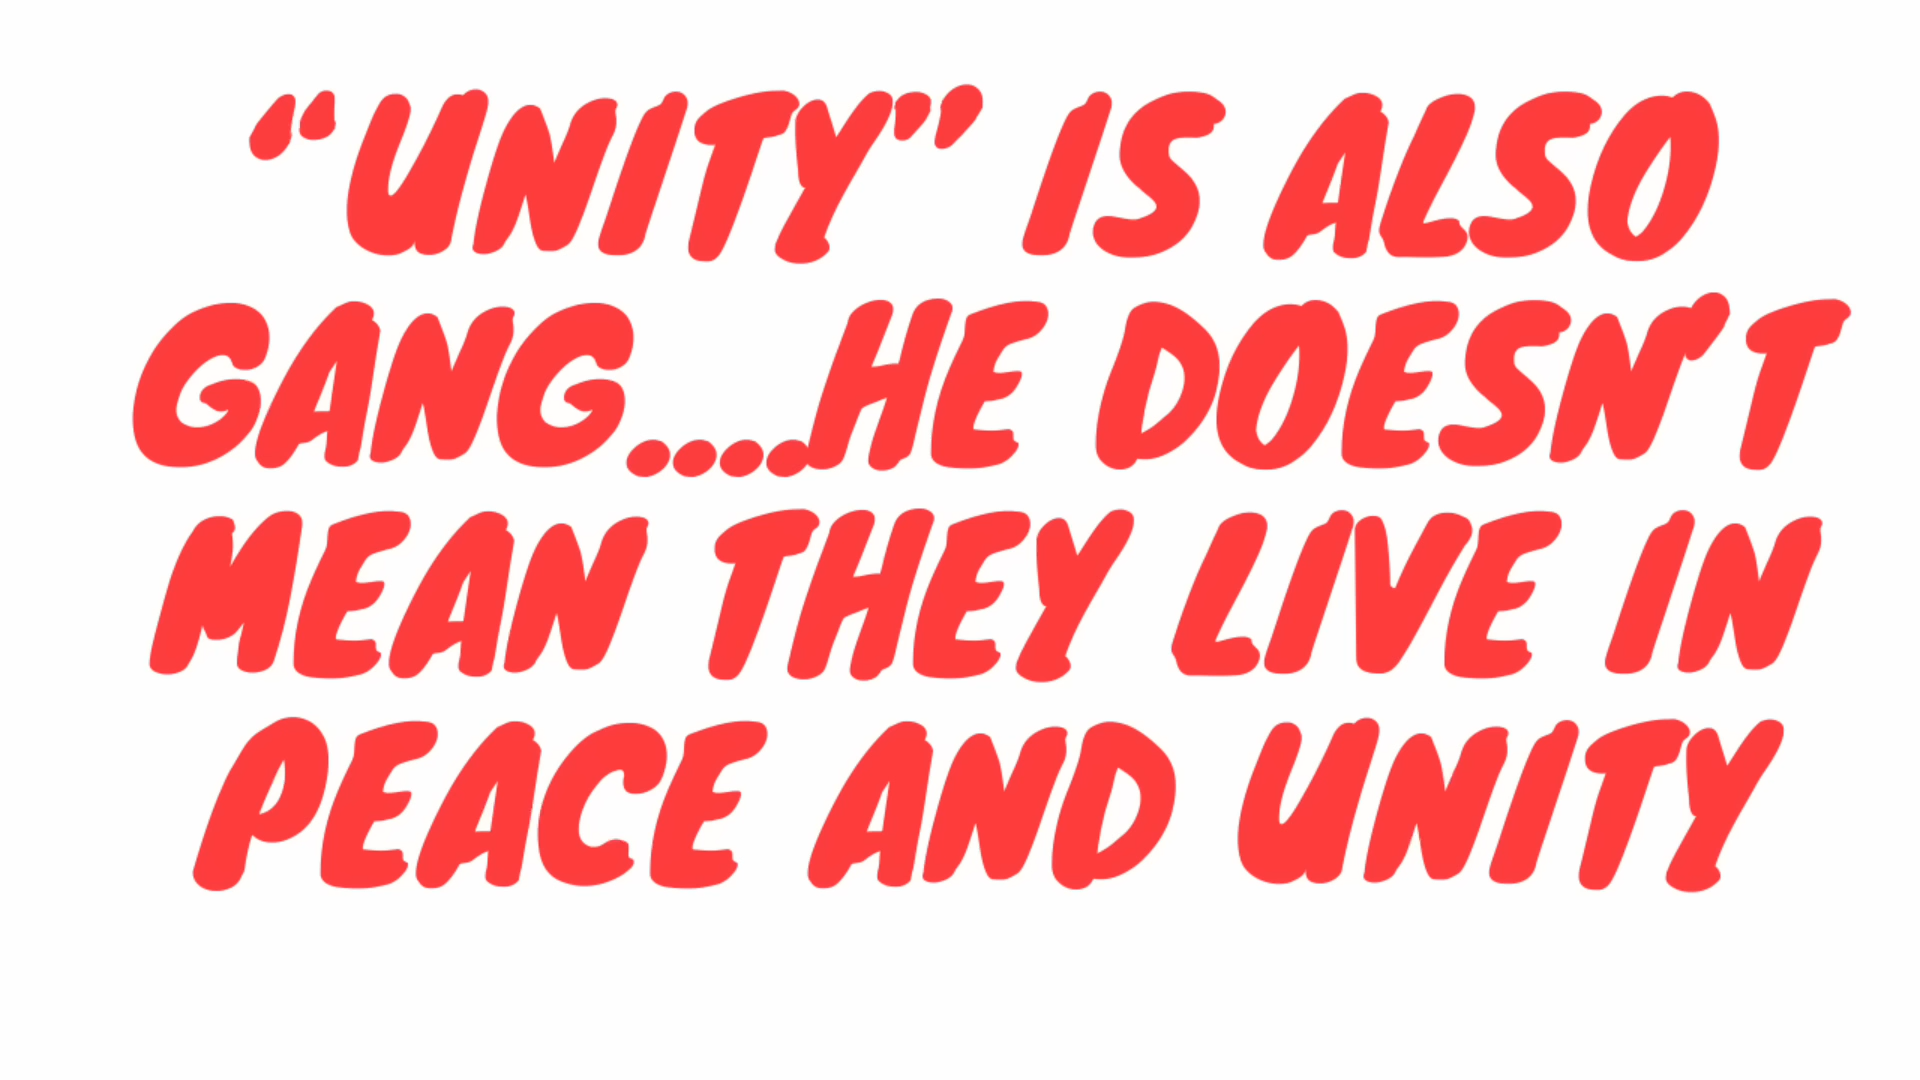 “UNITY” IS ALSO
GANG....HE DOESN'T
MEAN THEY LIVE IN
PEACE AND UNITY